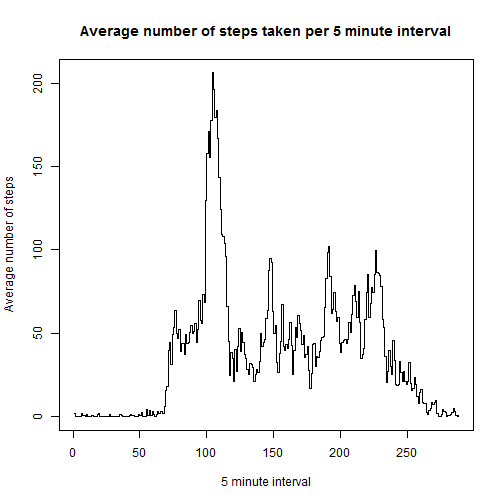 Average number of steps taken per 5 minute interval
Average number of steps
200
150
100
50
0
0 50 100 150 200 250
5 minute interval